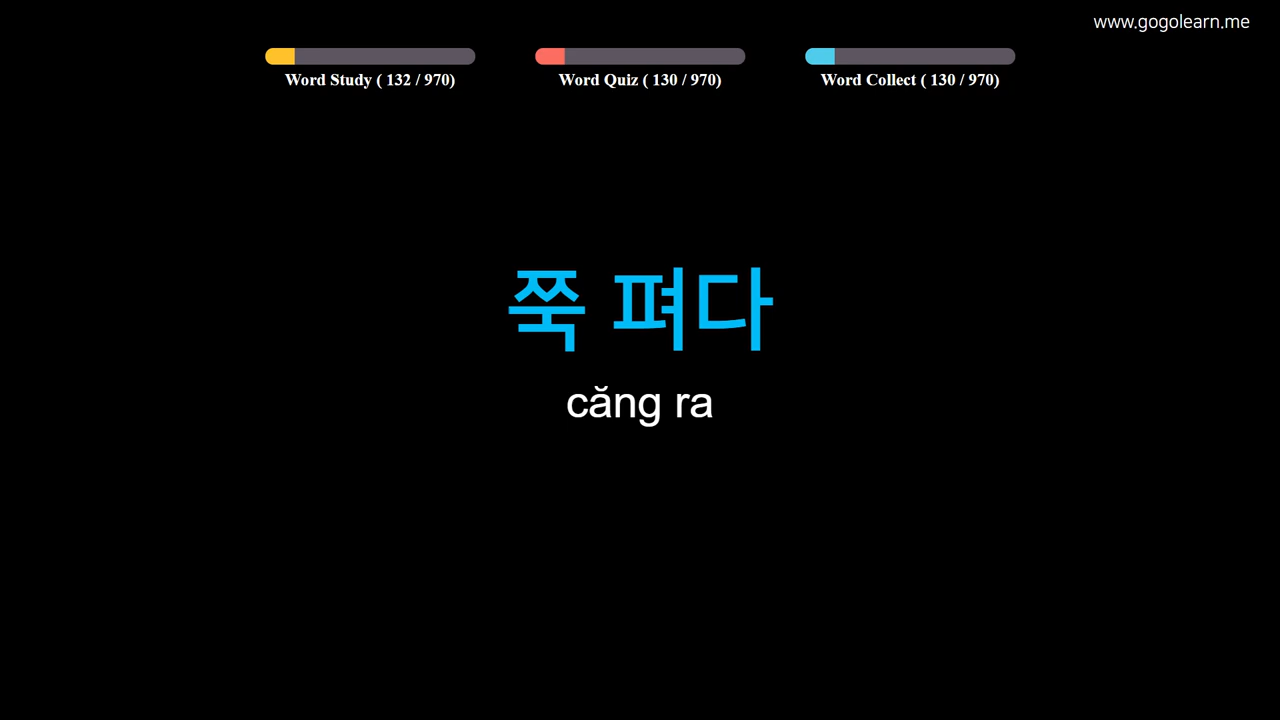 www.gogolearn.me
Word Study ( 132 / 970)
Word Quiz ( 130 / 970)
Word Collect ( 130 / 970)
쭉 펴다
căng ra